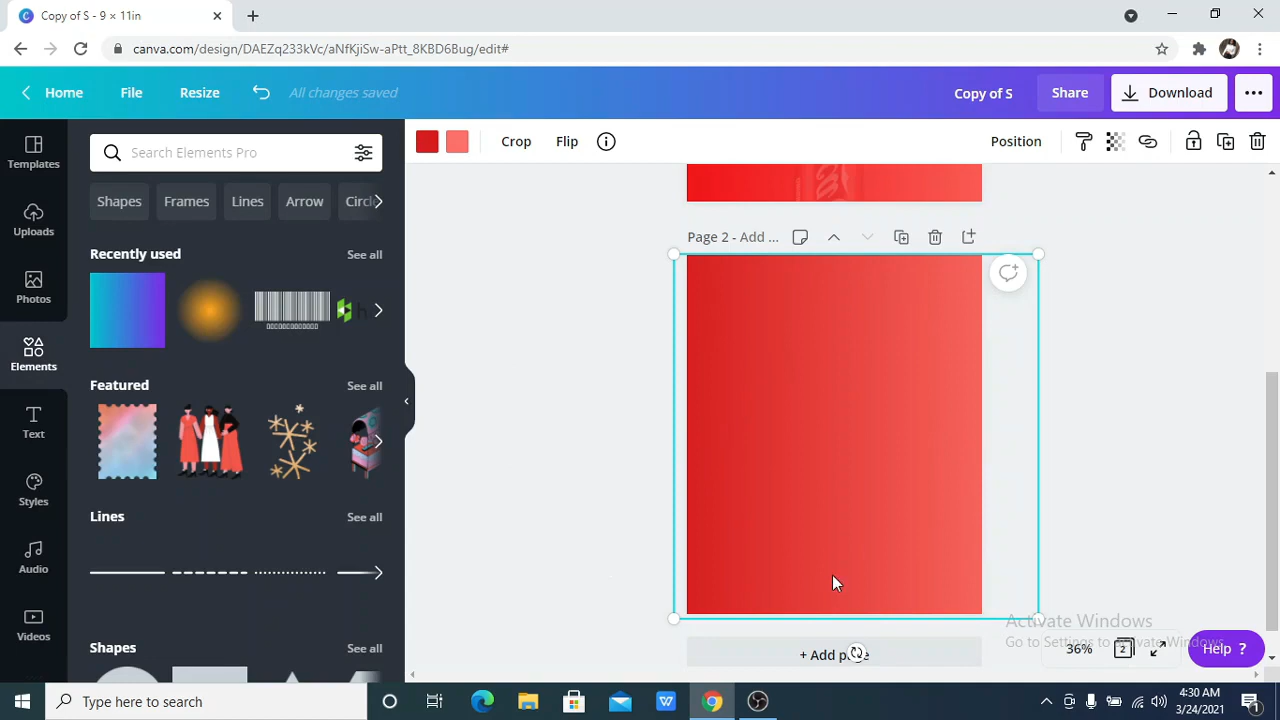 Copy of S - 9 × 11in
canva.com/design/DAEZq233kVc/aNfKjiSw-aPtt_8KBD6Bug/edit#
Home
File
Resize
All changes saved
Copy of S
Share
Download
Templates
Search Elements Pro
Crop
Flip
Position
Shapes
Frames
Lines
Arrow
Circl
Uploads
Recently used
See all
Page 2 - Add ...
Photos
Elements
Featured
See all
Text
Styles
Lines
See all
Audio
Videos
Shapes
See all
+ Add page
Activate Windows
Go to Settings to Activate Windows.
36%
2
Help ?
Type here to search
4:30 AM
3/24/2021
1